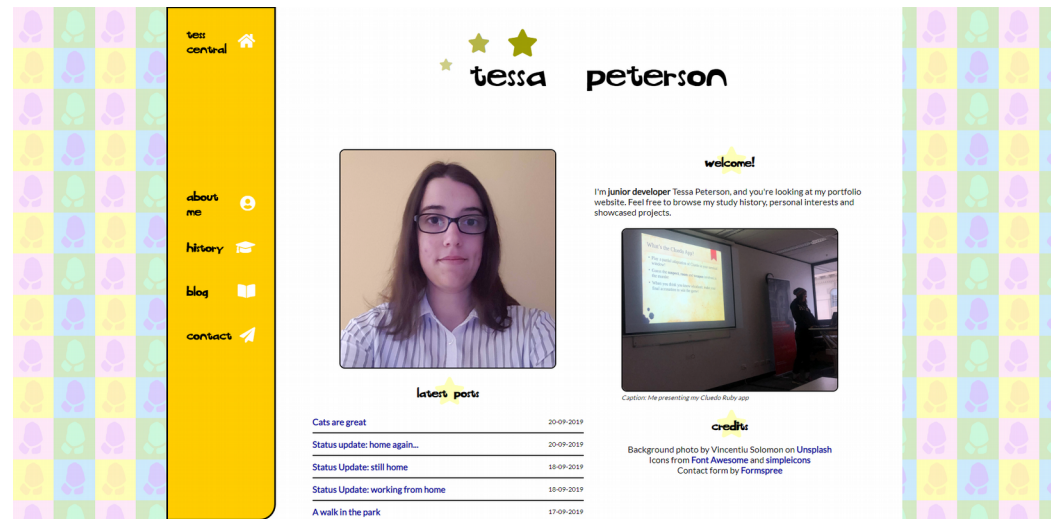 tess
central
about
me
history
blog
contact
tessa peterson
latest posts
Cats are great 20-09-2019
Status update: home again... 20-09-2019
Status Update: still home 18-09-2019
Status Update: working from home 18-09-2019
A walk in the park 17-09-2019
welcome!
I'm junior developer Tessa Peterson, and you're looking at my portfolio
website. Feel free to browse my study history, personal interests and
showcased projects.
What's the Cluedo App?
Caption: Me presenting my Cluedo Ruby app
credits
Background photo by Vincentiu Solomon on Unsplash
Icons from Font Awesome and simpleicons
Contact form by Formspree